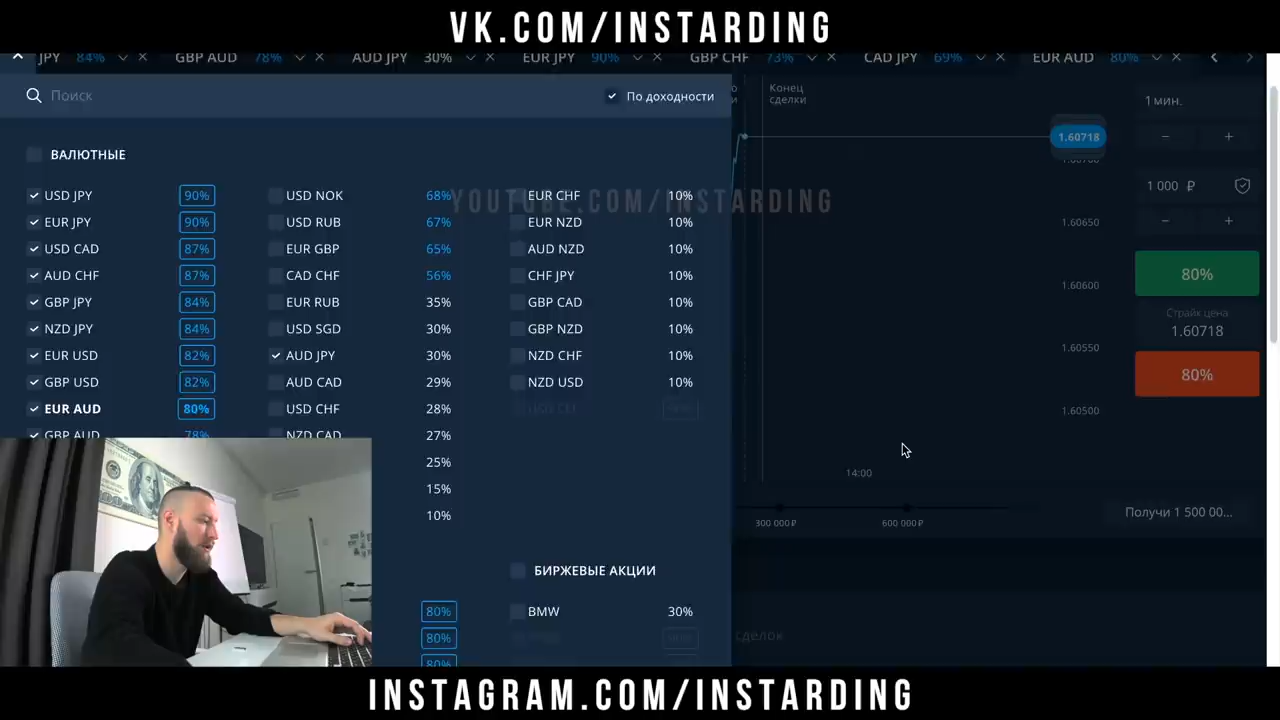 VK.COM/INSTARDING
JPY 84% GBP AUD 78% AUD JPY 30% EUR JPY 90% GBP CHF 73% CAD JPY 69% EUR AUD 80%
Поиск
По доходности
Конец
сделки
1 мин.
1.60718
ВАЛЮТНЫЕ
1 000 ₽
YOUTUBE.COM/INSTARDING
USD JPY 90% USD NOK 68% EUR CHF 10%
EUR JPY 90% USD RUB 67% EUR NZD 10%
1.60650
USD CAD 87% EUR GBP 65% AUD NZD 10%
AUD CHF 87% CAD CHF 56% CHF JPY 10%
80%
1.60600
GBP JPY 84% EUR RUB 35% GBP CAD 10%
Страйк цена
1.60718
NZD JPY 84% USD SGD 30% GBP NZD 10%
1.60550
EUR USD 82% AUD JPY 30% NZD CHF 10%
80%
GBP USD 82% AUD CAD 29% NZD USD 10%
EUR AUD 80% USD CHF 28%
1.60500
GBP AUD 78% NZD CAD 27%
25%
14:00
15%
10%
300 000 ₽ 600 000 ₽
Получи 1 500 00...
БИРЖЕВЫЕ АКЦИИ
80% BMW 30%
80%
сделок
80%
INSTAGRAM.COM/INSTARDING